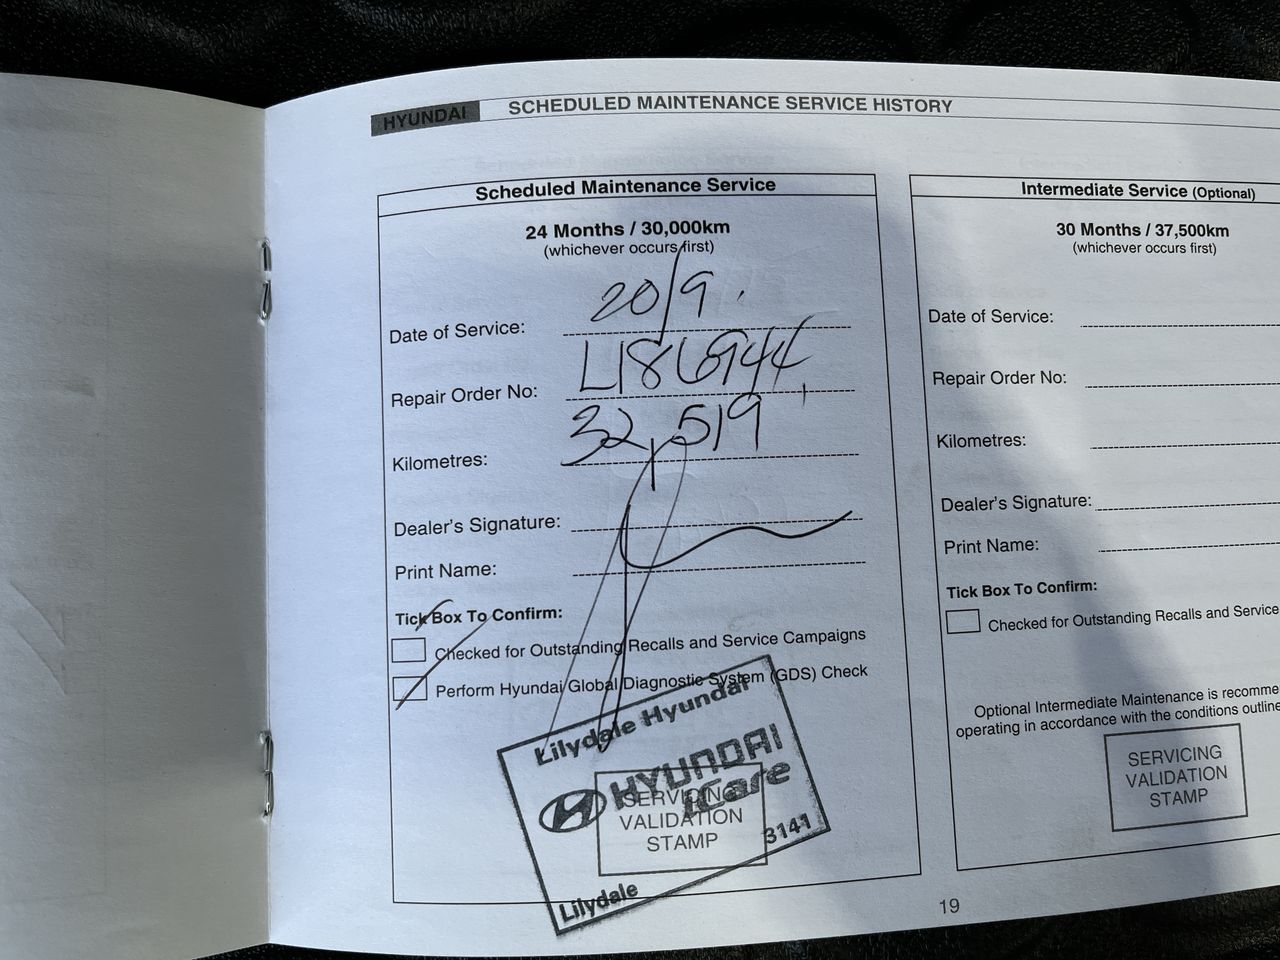 HYUNDAI SCHEDULED MAINTENANCE SERVICE HISTORY
Scheduled Maintenance Service
24 Months / 30,000km
(whichever occurs first)
Date of Service: 20/9
Repair Order No: L186944
Kilometres: 32,519
Dealer's Signature:
Print Name:
Tick Box To Confirm:
Checked for Outstanding Recalls and Service Campaigns
Perform Hyundai Global Diagnostic System (GDS) Check
Lilydale Hyundai
HYUNDAI
iCare
SERVICING
VALIDATION
STAMP
3141
Lilydale
Intermediate Service (Optional)
30 Months / 37,500km
(whichever occurs first)
Date of Service:
Repair Order No:
Kilometres:
Dealer's Signature:
Print Name:
Tick Box To Confirm:
Checked for Outstanding Recalls and Service
Optional Intermediate Maintenance is recomme
operating in accordance with the conditions outline
SERVICING
VALIDATION
STAMP
19